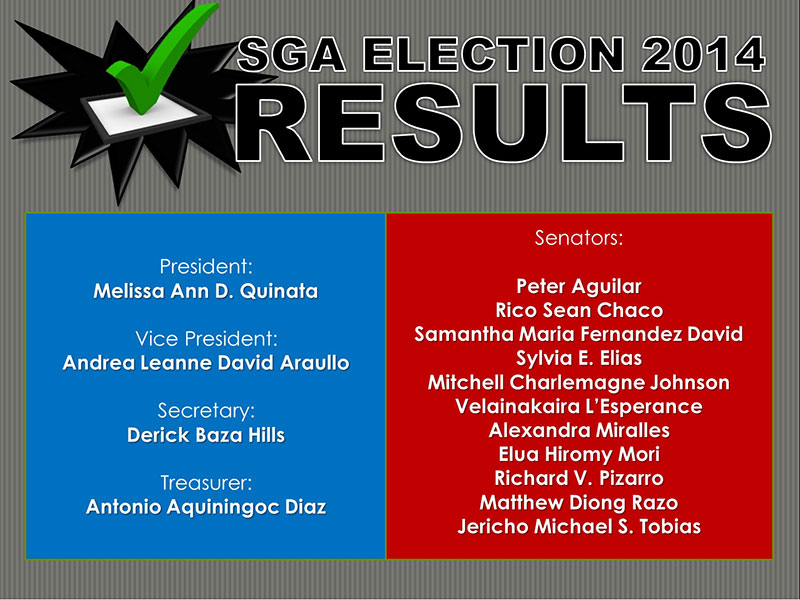 SGA ELECTION 2014
RESULTS
President:
Melissa Ann D. Quinata
Vice President:
Andrea Leanne David Araullo
Secretary:
Derick Baza Hills
Treasurer:
Antonio Aquiningoc Diaz
Senators:
Peter Aguilar
Rico Sean Chaco
Samantha Maria Fernandez David
Sylvia E. Elias
Mitchell Charlemagne Johnson
Velainakaira L'Esperance
Alexandra Miralles
Elua Hiromy Mori
Richard V. Pizarro
Matthew Diong Razo
Jericho Michael S. Tobias